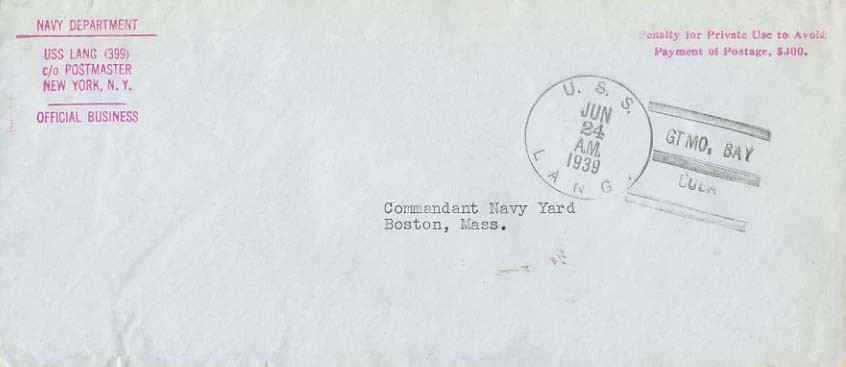 NAVY DEPARTMENT
USS LANG (399)
c/o POSTMASTER
NEW YORK, N. Y.
OFFICIAL BUSINESS
Penalty for Private Use to Avoid
Payment of Postage, $300.
U. S. S.
JUN
24
A.M.
1939
LANG
GTMO. BAY
CUBA
Commandant Navy Yard
Boston, Mass.